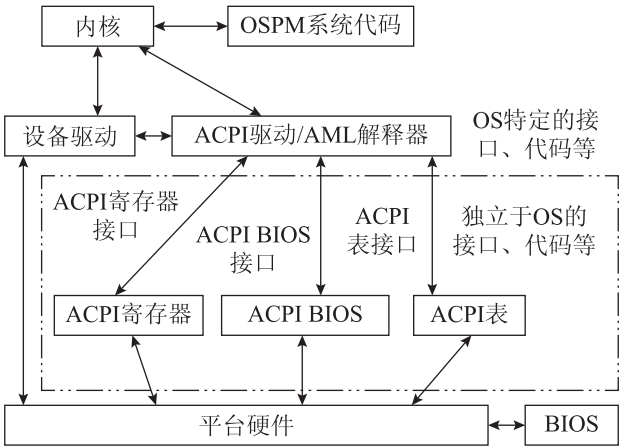 内核
OSPM系统代码
设备驱动
ACPI驱动/AML解释器
OS特定的接
口、代码等
ACPI寄存器
接口
ACPI BIOS
接口
ACPI
表接口
独立于OS的
接口、代码等
ACPI寄存器
ACPI BIOS
ACPI表
平台硬件
BIOS